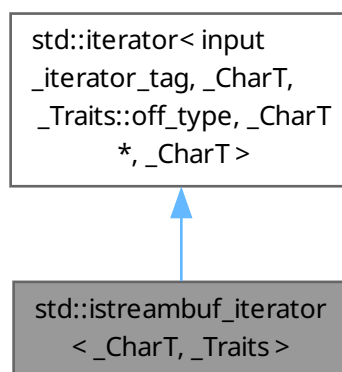 std::iterator< input
_iterator_tag, _CharT,
_Traits::off_type, _CharT
*, _CharT >
std::istreambuf_iterator
< _CharT, _Traits >